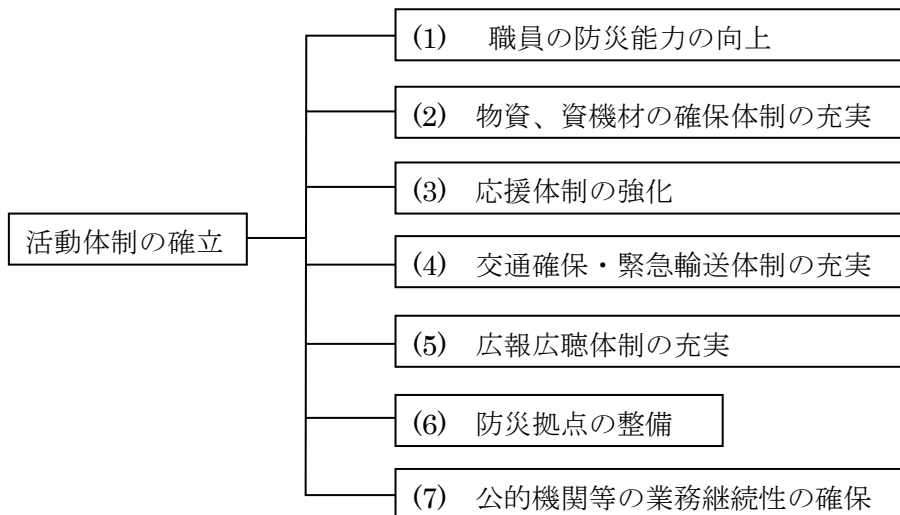 (1) 職員の防災能力の向上
(2) 物資、資機材の確保体制の充実
(3) 応援体制の強化
活動体制の確立
(4) 交通確保・緊急輸送体制の充実
(5) 広報広聴体制の充実
(6) 防災拠点の整備
(7) 公的機関等の業務継続性の確保